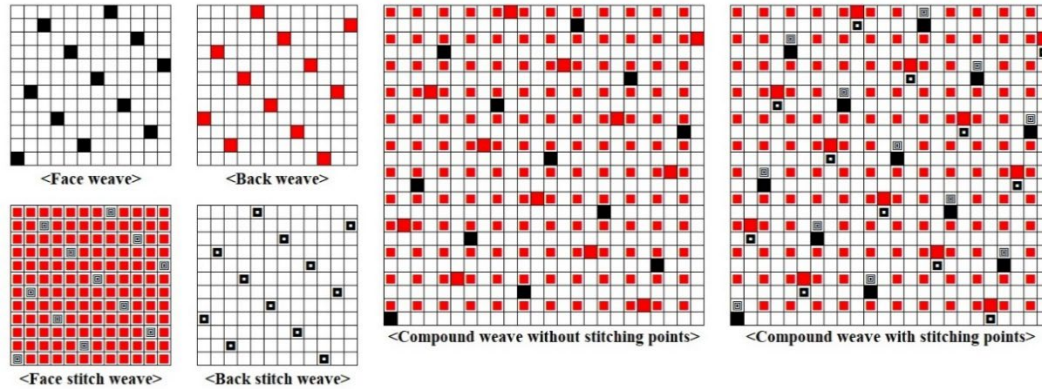 <Face weave>
<Back weave>
<Face stitch weave>
<Back stitch weave>
<Compound weave without stitching points>
<Compound weave with stitching points>